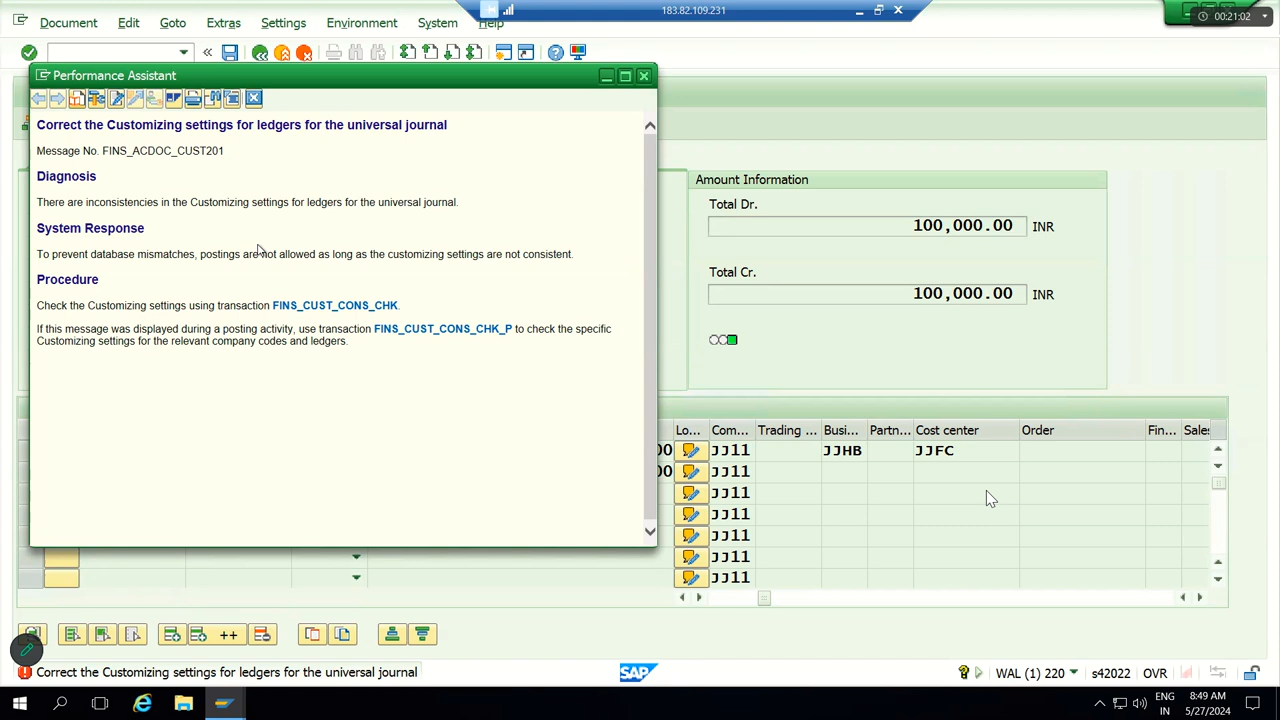 Document Edit Goto Extras Settings Environment System Help
183.82.109.231
00:21:02
Performance Assistant
Correct the Customizing settings for ledgers for the universal journal
Message No. FINS_ACDOC_CUST201
Diagnosis
There are inconsistencies in the Customizing settings for ledgers for the universal journal.
System Response
To prevent database mismatches, postings are not allowed as long as the customizing settings are not consistent.
Procedure
Check the Customizing settings using transaction FINS_CUST_CONS_CHK.
If this message was displayed during a posting activity, use transaction FINS_CUST_CONS_CHK_P to check the specific
Customizing settings for the relevant company codes and ledgers.
Amount Information
Total Dr.
100,000.00 INR
Total Cr.
100,000.00 INR
Lo... Com... Trading ... Busi... Partn... Cost center Order Fin... Sales
00 JJ11 JJHB JJFC
00 JJ11
JJ11
JJ11
JJ11
JJ11
JJ11
++
Correct the Customizing settings for ledgers for the universal journal
SAP
WAL (1) 220 s42022 OVR
ENG
IN
8:49 AM
5/27/2024